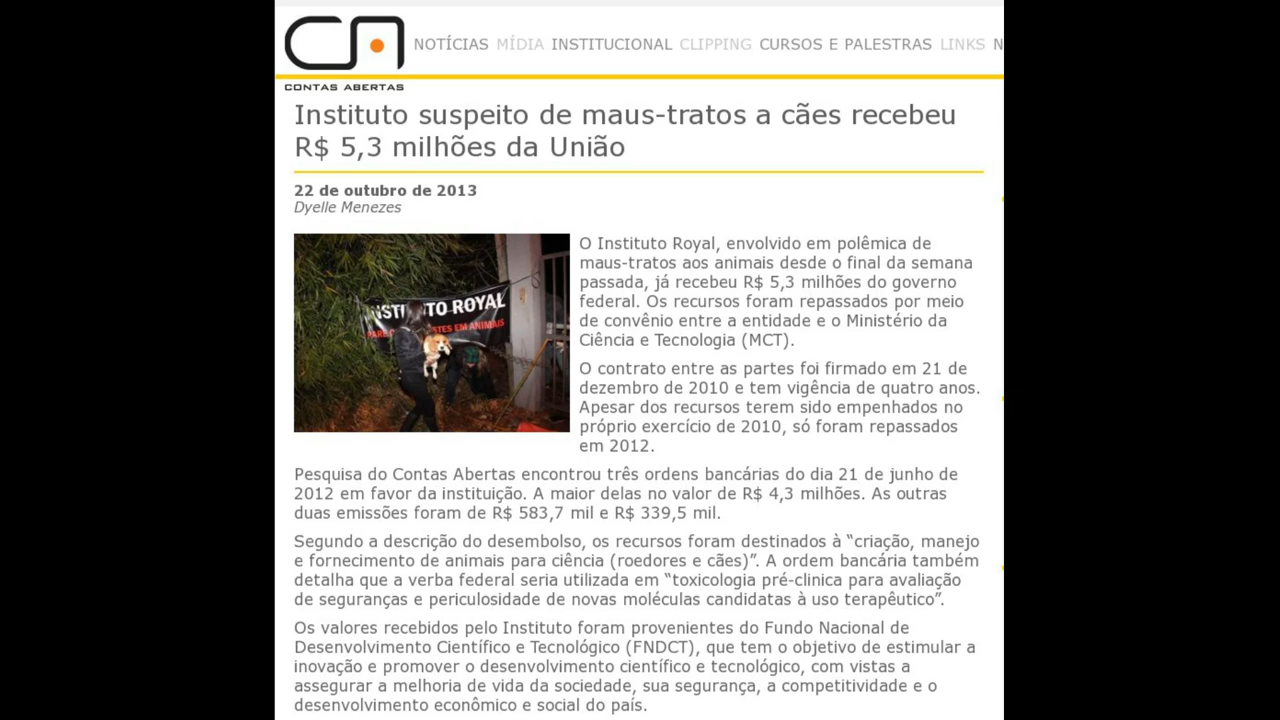 NOTÍCIAS MÍDIA INSTITUCIONAL CLIPPING CURSOS E PALESTRAS LINKS N
CONTAS ABERTAS
Instituto suspeito de maus-tratos a cães recebeu
R$ 5,3 milhões da União
22 de outubro de 2013
Dyelle Menezes
INSTITUTO ROYAL
TESTES EM ANIMAIS
O Instituto Royal, envolvido em polêmica de
maus-tratos aos animais desde o final da semana
passada, já recebeu R$ 5,3 milhões do governo
federal. Os recursos foram repassados por meio
de convênio entre a entidade e o Ministério da
Ciência e Tecnologia (MCT).
O contrato entre as partes foi firmado em 21 de
dezembro de 2010 e tem vigência de quatro anos.
Apesar dos recursos terem sido empenhados no
próprio exercício de 2010, só foram repassados
em 2012.
Pesquisa do Contas Abertas encontrou três ordens bancárias do dia 21 de junho de
2012 em favor da instituição. A maior delas no valor de R$ 4,3 milhões. As outras
duas emissões foram de R$ 583,7 mil e R$ 339,5 mil.
Segundo a descrição do desembolso, os recursos foram destinados à “criação, manejo
e fornecimento de animais para ciência (roedores e cães)”. A ordem bancária também
detalha que a verba federal seria utilizada em “toxicologia pré-clinica para avaliação
de seguranças e periculosidade de novas moléculas candidatas à uso terapêutico”.
Os valores recebidos pelo Instituto foram provenientes do Fundo Nacional de
Desenvolvimento Científico e Tecnológico (FNDCT), que tem o objetivo de estimular a
inovação e promover o desenvolvimento científico e tecnológico, com vistas a
assegurar a melhoria de vida da sociedade, sua segurança, a competitividade e o
desenvolvimento econômico e social do país.